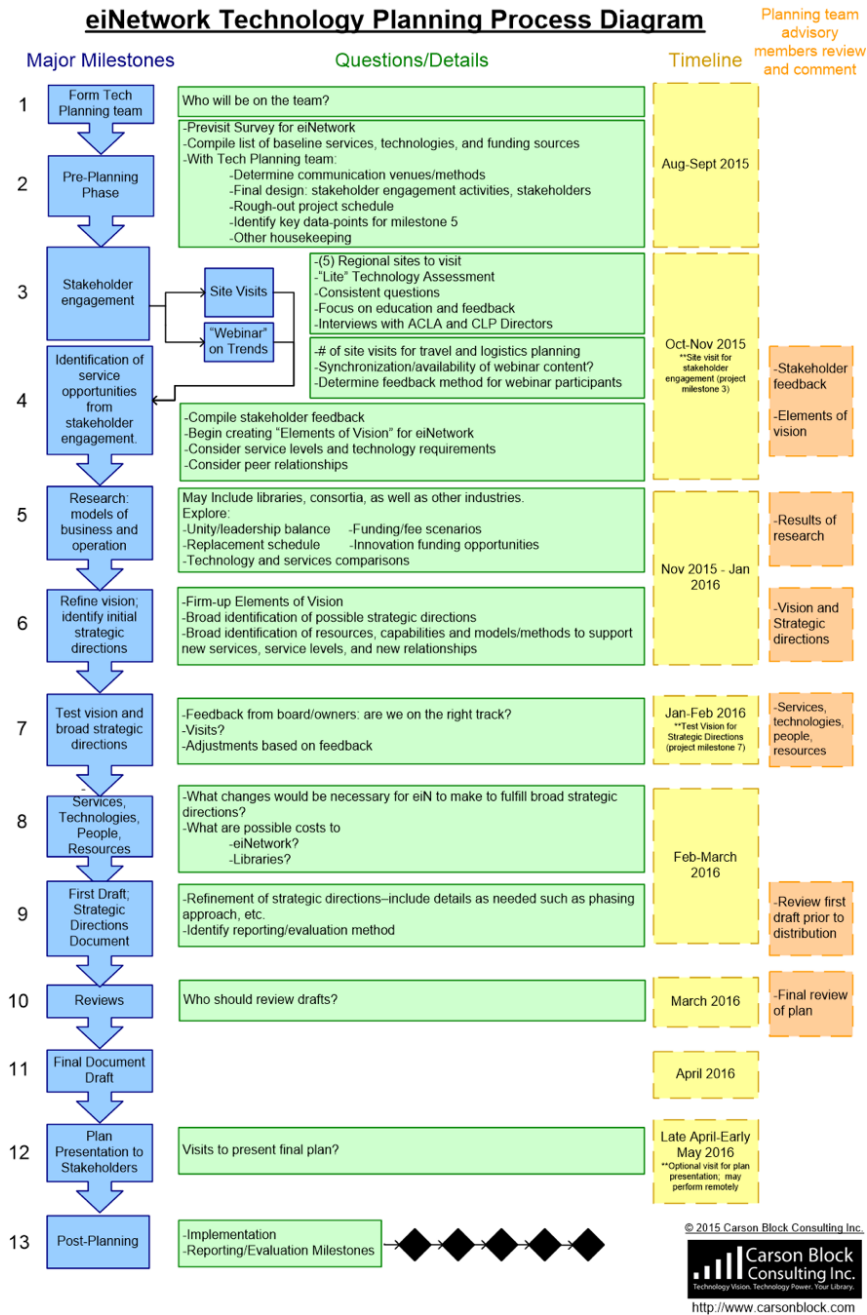 eiNetwork Technology Planning Process Diagram
Planning team
advisory
members review
and comment
Major Milestones
Questions/Details
Timeline
1
Form Tech
Planning team
Who will be on the team?
Aug-Sept 2015
2
Pre-Planning
Phase
-Previsit Survey for eiNetwork
-Compile list of baseline services, technologies, and funding sources
-With Tech Planning team:
-Determine communication venues/methods
-Final design: stakeholder engagement activities, stakeholders
-Rough-out project schedule
-Identify key data-points for milestone 5
-Other housekeeping
3
Stakeholder
engagement
Site Visits
"Webinar"
on Trends
-(5) Regional sites to visit
-"Lite" Technology Assessment
-Consistent questions
-Focus on education and feedback
-Interviews with ACLA and CLP Directors
-# of site visits for travel and logistics planning
-Synchronization/availability of webinar content?
-Determine feedback method for webinar participants
Oct-Nov 2015
**Site visit for
stakeholder
engagement (project
milestone 3)
-Stakeholder
feedback
-Elements of
vision
4
Identification of
service
opportunities
from
stakeholder
engagement.
-Compile stakeholder feedback
-Begin creating "Elements of Vision" for eiNetwork
-Consider service levels and technology requirements
-Consider peer relationships
5
Research:
models of
business and
operation
May Include libraries, consortia, as well as other industries.
Explore:
-Unity/leadership balance -Funding/fee scenarios
-Replacement schedule -Innovation funding opportunities
-Technology and services comparisons
Nov 2015 - Jan
2016
-Results of
research
6
Refine vision;
identify initial
strategic
directions
-Firm-up Elements of Vision
-Broad identification of possible strategic directions
-Broad identification of resources, capabilities and models/methods to support
new services, service levels, and new relationships
-Vision and
Strategic
directions
7
Test vision and
broad strategic
directions
-Feedback from board/owners: are we on the right track?
-Visits?
-Adjustments based on feedback
Jan-Feb 2016
**Test Vision for
Strategic Directions
(project milestone 7)
-Services,
technologies,
people,
resources
8
-
Services,
Technologies,
People,
Resources
-What changes would be necessary for eiN to make to fulfill broad strategic
directions?
-What are possible costs to
-eiNetwork?
-Libraries?
Feb-March
2016
9
First Draft;
Strategic
Directions
Document
-Refinement of strategic directions–include details as needed such as phasing
approach, etc.
-Identify reporting/evaluation method
-Review first
draft prior to
distribution
10
Reviews
Who should review drafts?
March 2016
-Final review
of plan
11
Final Document
Draft
April 2016
12
Plan
Presentation to
Stakeholders
Visits to present final plan?
Late April-Early
May 2016
**Optional visit for plan
presentation; may
perform remotely
13
Post-Planning
-Implementation
-Reporting/Evaluation Milestones
© 2015 Carson Block Consulting Inc.
Carson Block
Consulting Inc.
Technology Vision. Technology Power. Your Library.
http://www.carsonblock.com